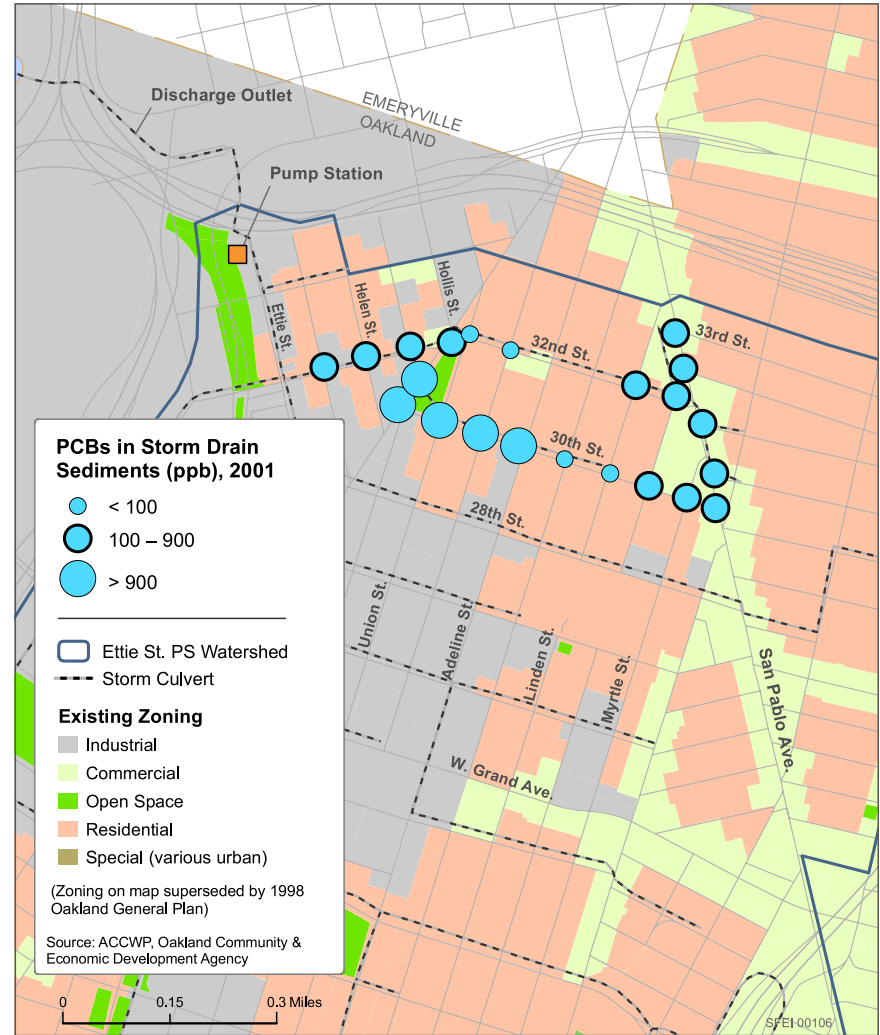 Discharge Outlet
EMERYVILLE
OAKLAND
Pump Station
Hollis St.
Helen St.
Ettie St.
33rd St.
32nd St.
30th St.
28th St.
PCBs in Storm Drain
Sediments (ppb), 2001
< 100
100 – 900
> 900
Ettie St. PS Watershed
Storm Culvert
Existing Zoning
Industrial
Commercial
Open Space
Residential
Special (various urban)
(Zoning on map superseded by 1998
Oakland General Plan)
Source: ACCWP, Oakland Community &
Economic Development Agency
Union St.
Adeline St.
Linden St.
Myrtle St.
San Pablo Ave.
W. Grand Ave.
0 0.15 0.3 Miles
SFEI 00106